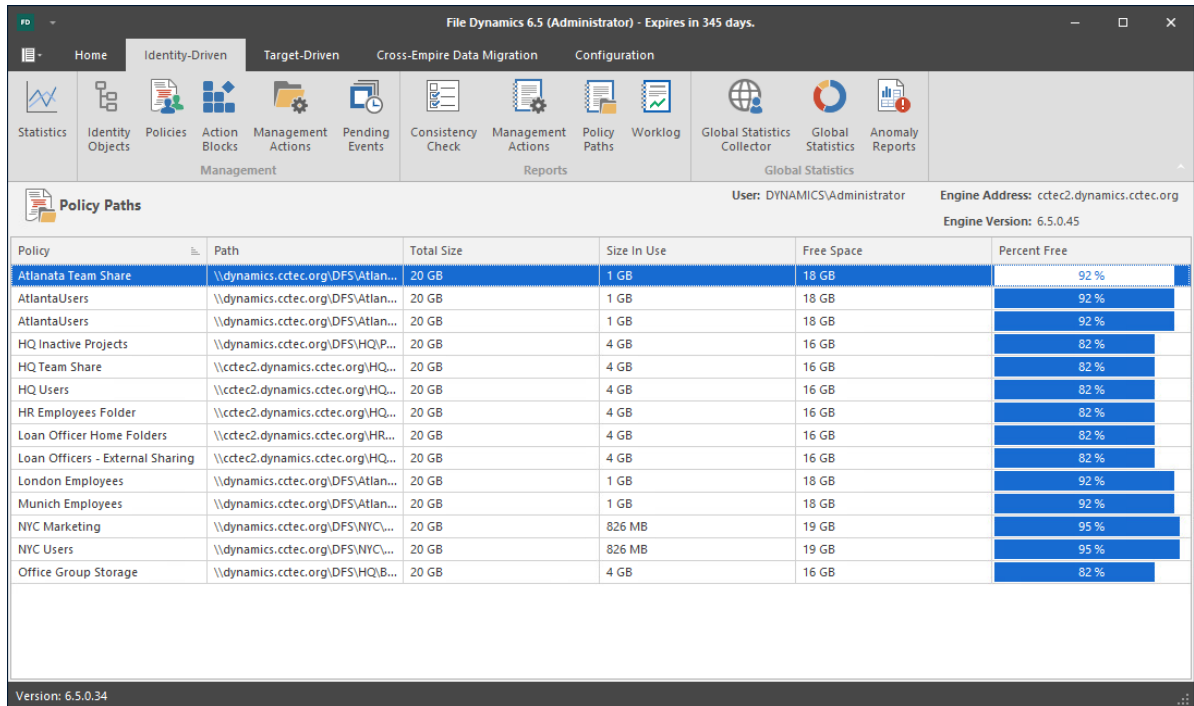 FD File Dynamics 6.5 (Administrator) - Expires in 345 days.
Home Identity-Driven Target-Driven Cross-Empire Data Migration Configuration
Statistics Identity Objects Policies Action Blocks Management Actions Pending Events Consistency Check Management Actions Policy Paths Worklog Global Statistics Collector Global Statistics Anomaly Reports
Management Reports Global Statistics
Policy Paths
User: DYNAMICS\Administrator Engine Address: cctec2.dynamics.cctec.org
Engine Version: 6.5.0.45
Policy Path Total Size Size In Use Free Space Percent Free
Atlanata Team Share \\dynamics.cctec.org\DFS\Atlan... 20 GB 1 GB 18 GB 92 %
AtlantaUsers \\dynamics.cctec.org\DFS\Atlan... 20 GB 1 GB 18 GB 92 %
AtlantaUsers \\dynamics.cctec.org\DFS\Atlan... 20 GB 1 GB 18 GB 92 %
HQ Inactive Projects \\dynamics.cctec.org\DFS\HQ\P... 20 GB 4 GB 16 GB 82 %
HQ Team Share \\cctec2.dynamics.cctec.org\HQ... 20 GB 4 GB 16 GB 82 %
HQ Users \\cctec2.dynamics.cctec.org\HQ... 20 GB 4 GB 16 GB 82 %
HR Employees Folder \\cctec2.dynamics.cctec.org\HQ... 20 GB 4 GB 16 GB 82 %
Loan Officer Home Folders \\cctec2.dynamics.cctec.org\HR... 20 GB 4 GB 16 GB 82 %
Loan Officers - External Sharing \\cctec2.dynamics.cctec.org\HQ... 20 GB 4 GB 16 GB 82 %
London Employees \\dynamics.cctec.org\DFS\Atlan... 20 GB 1 GB 18 GB 92 %
Munich Employees \\dynamics.cctec.org\DFS\Atlan... 20 GB 1 GB 18 GB 92 %
NYC Marketing \\dynamics.cctec.org\DFS\NYC\... 20 GB 826 MB 19 GB 95 %
NYC Users \\dynamics.cctec.org\DFS\NYC\... 20 GB 826 MB 19 GB 95 %
Office Group Storage \\dynamics.cctec.org\DFS\HQ\B... 20 GB 4 GB 16 GB 82 %
Version: 6.5.0.34